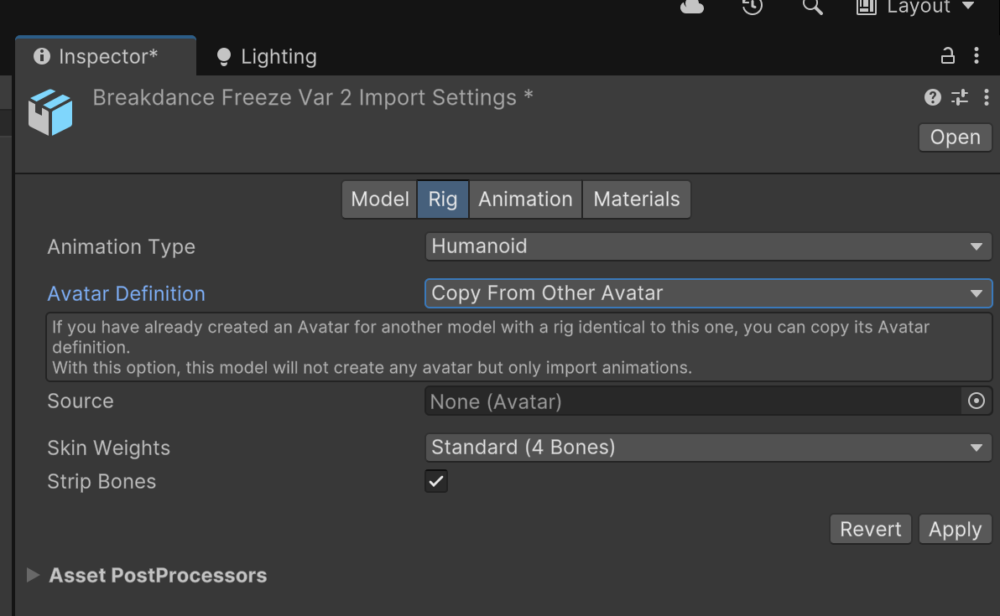 Layout
Inspector*
Lighting
Breakdance Freeze Var 2 Import Settings *
Open
Model
Rig
Animation
Materials
Animation Type
Humanoid
Avatar Definition
Copy From Other Avatar
If you have already created an Avatar for another model with a rig identical to this one, you can copy its Avatar
definition.
With this option, this model will not create any avatar but only import animations.
Source
None (Avatar)
Skin Weights
Standard (4 Bones)
Strip Bones
Revert
Apply
Asset PostProcessors